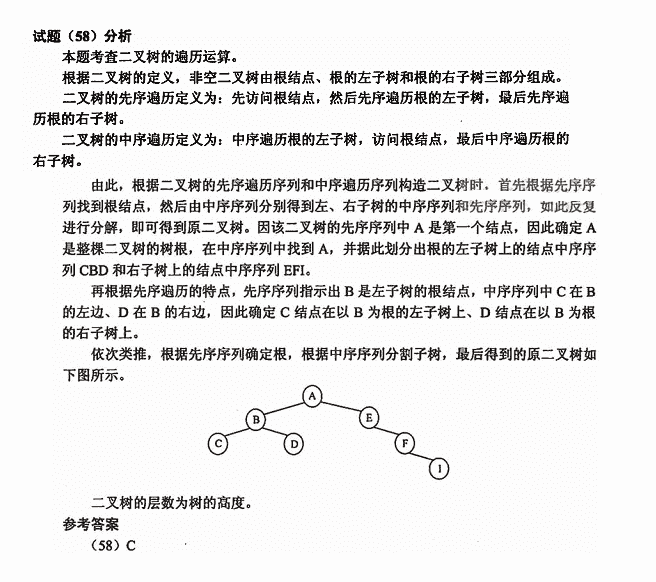 试题（58）分析
本题考查二叉树的遍历运算。
根据二叉树的定义，非空二叉树由根结点、根的左子树和根的右子树三部分组成。
二叉树的先序遍历定义为：先访问根结点，然后先序遍历根的左子树，最后先序遍
历根的右子树。
二叉树的中序遍历定义为：中序遍历根的左子树，访问根结点，最后中序遍历根的
右子树。
由此，根据二叉树的先序遍历序列和中序遍历序列构造二叉树时，首先根据先序序
列找到根结点，然后由中序序列分别得到左、右子树的中序序列和先序序列，如此反复
进行分解，即可得到原二叉树。因该二叉树的先序序列中 A 是第一个结点，因此确定 A
是整棵二叉树的树根，在中序序列中找到 A，并据此划分出根的左子树上的结点中序序
列 CBD 和右子树上的结点中序序列 EFI。
再根据先序遍历的特点，先序序列指示出 B 是左子树的根结点，中序序列中 C 在 B
的左边、D 在 B 的右边，因此确定 C 结点在以 B 为根的左子树上、D 结点在以 B 为根
的右子树上。
依次类推，根据先序序列确定根，根据中序序列分割子树，最后得到的原二叉树如
下图所示。
A
B E
C D F
I
二叉树的层数为树的高度。
参考答案
（58）C